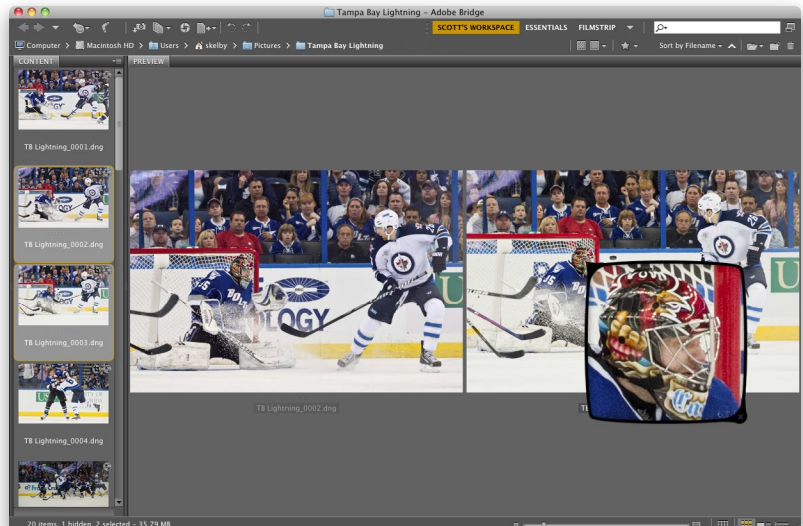 Tampa Bay Lightning – Adobe Bridge
SCOTT'S WORKSPACE ESSENTIALS FILMSTRIP
Computer > Macintosh HD > Users > skelby > Pictures > Tampa Bay Lightning
Sort by Filename
CONTENT
PREVIEW
TB Lightning_0001.dng
TB Lightning_0002.dng
TB Lightning_0003.dng
TB Lightning_0004.dng
BOL
OLOGY
U
TB Lightning_0002.dng
U
20 items, 1 hidden, 2 selected – 35.79 MB